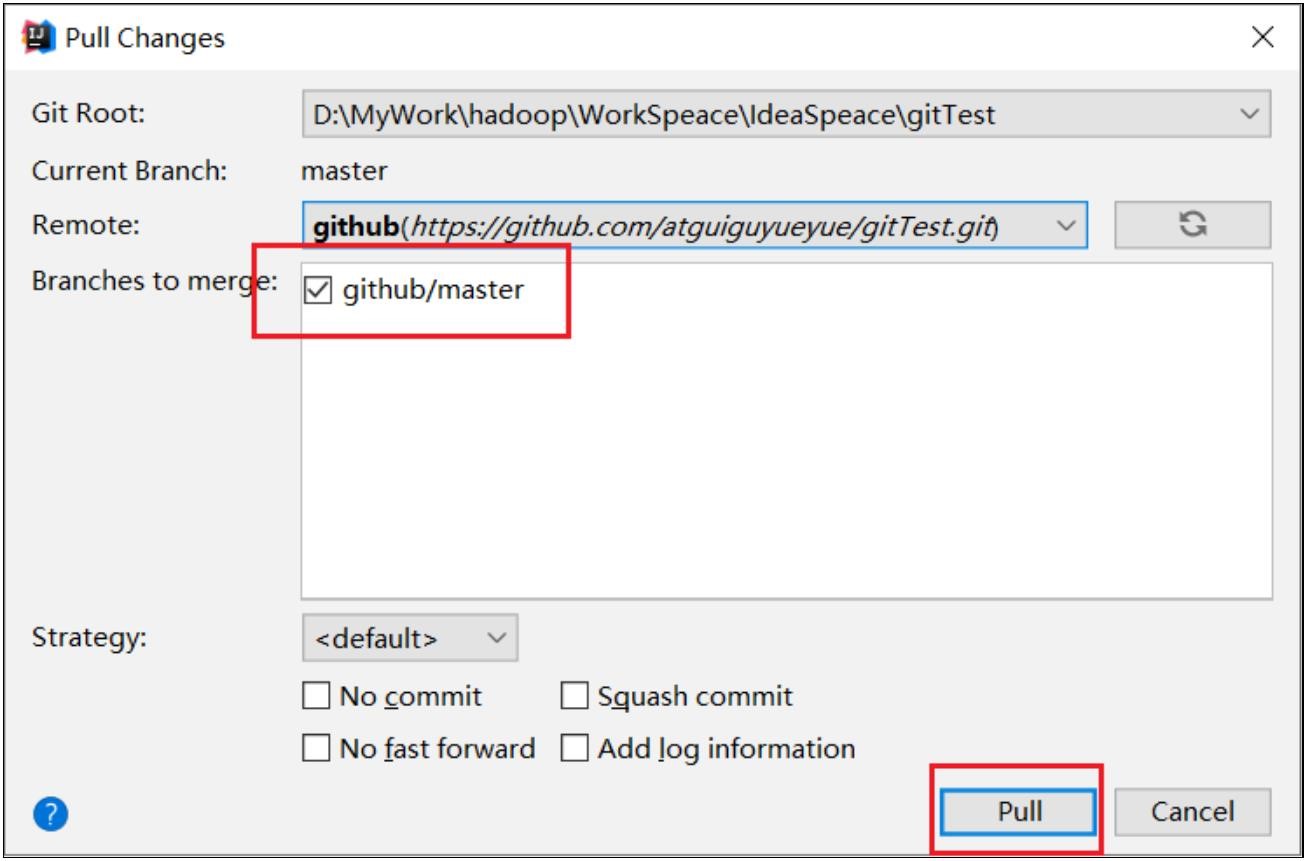 IJ
Pull Changes
Git Root:
D:\MyWork\hadoop\WorkSpeace\IdeaSpeace\gitTest
Current Branch:
master
Remote:
github(https://github.com/atguiguyueyue/gitTest.git)
Branches to merge:
github/master
Strategy:
<default>
No commit
Squash commit
No fast forward
Add log information
?
Pull
Cancel